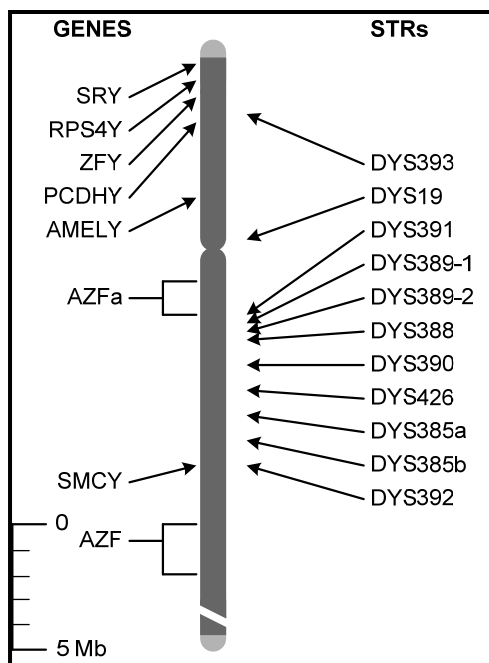 GENES
STRs
SRY
RPS4Y
ZFY
PCDHY
AMELY
AZFa
SMCY
AZF
DYS393
DYS19
DYS391
DYS389-1
DYS389-2
DYS388
DYS390
DYS426
DYS385a
DYS385b
DYS392
0
5 Mb